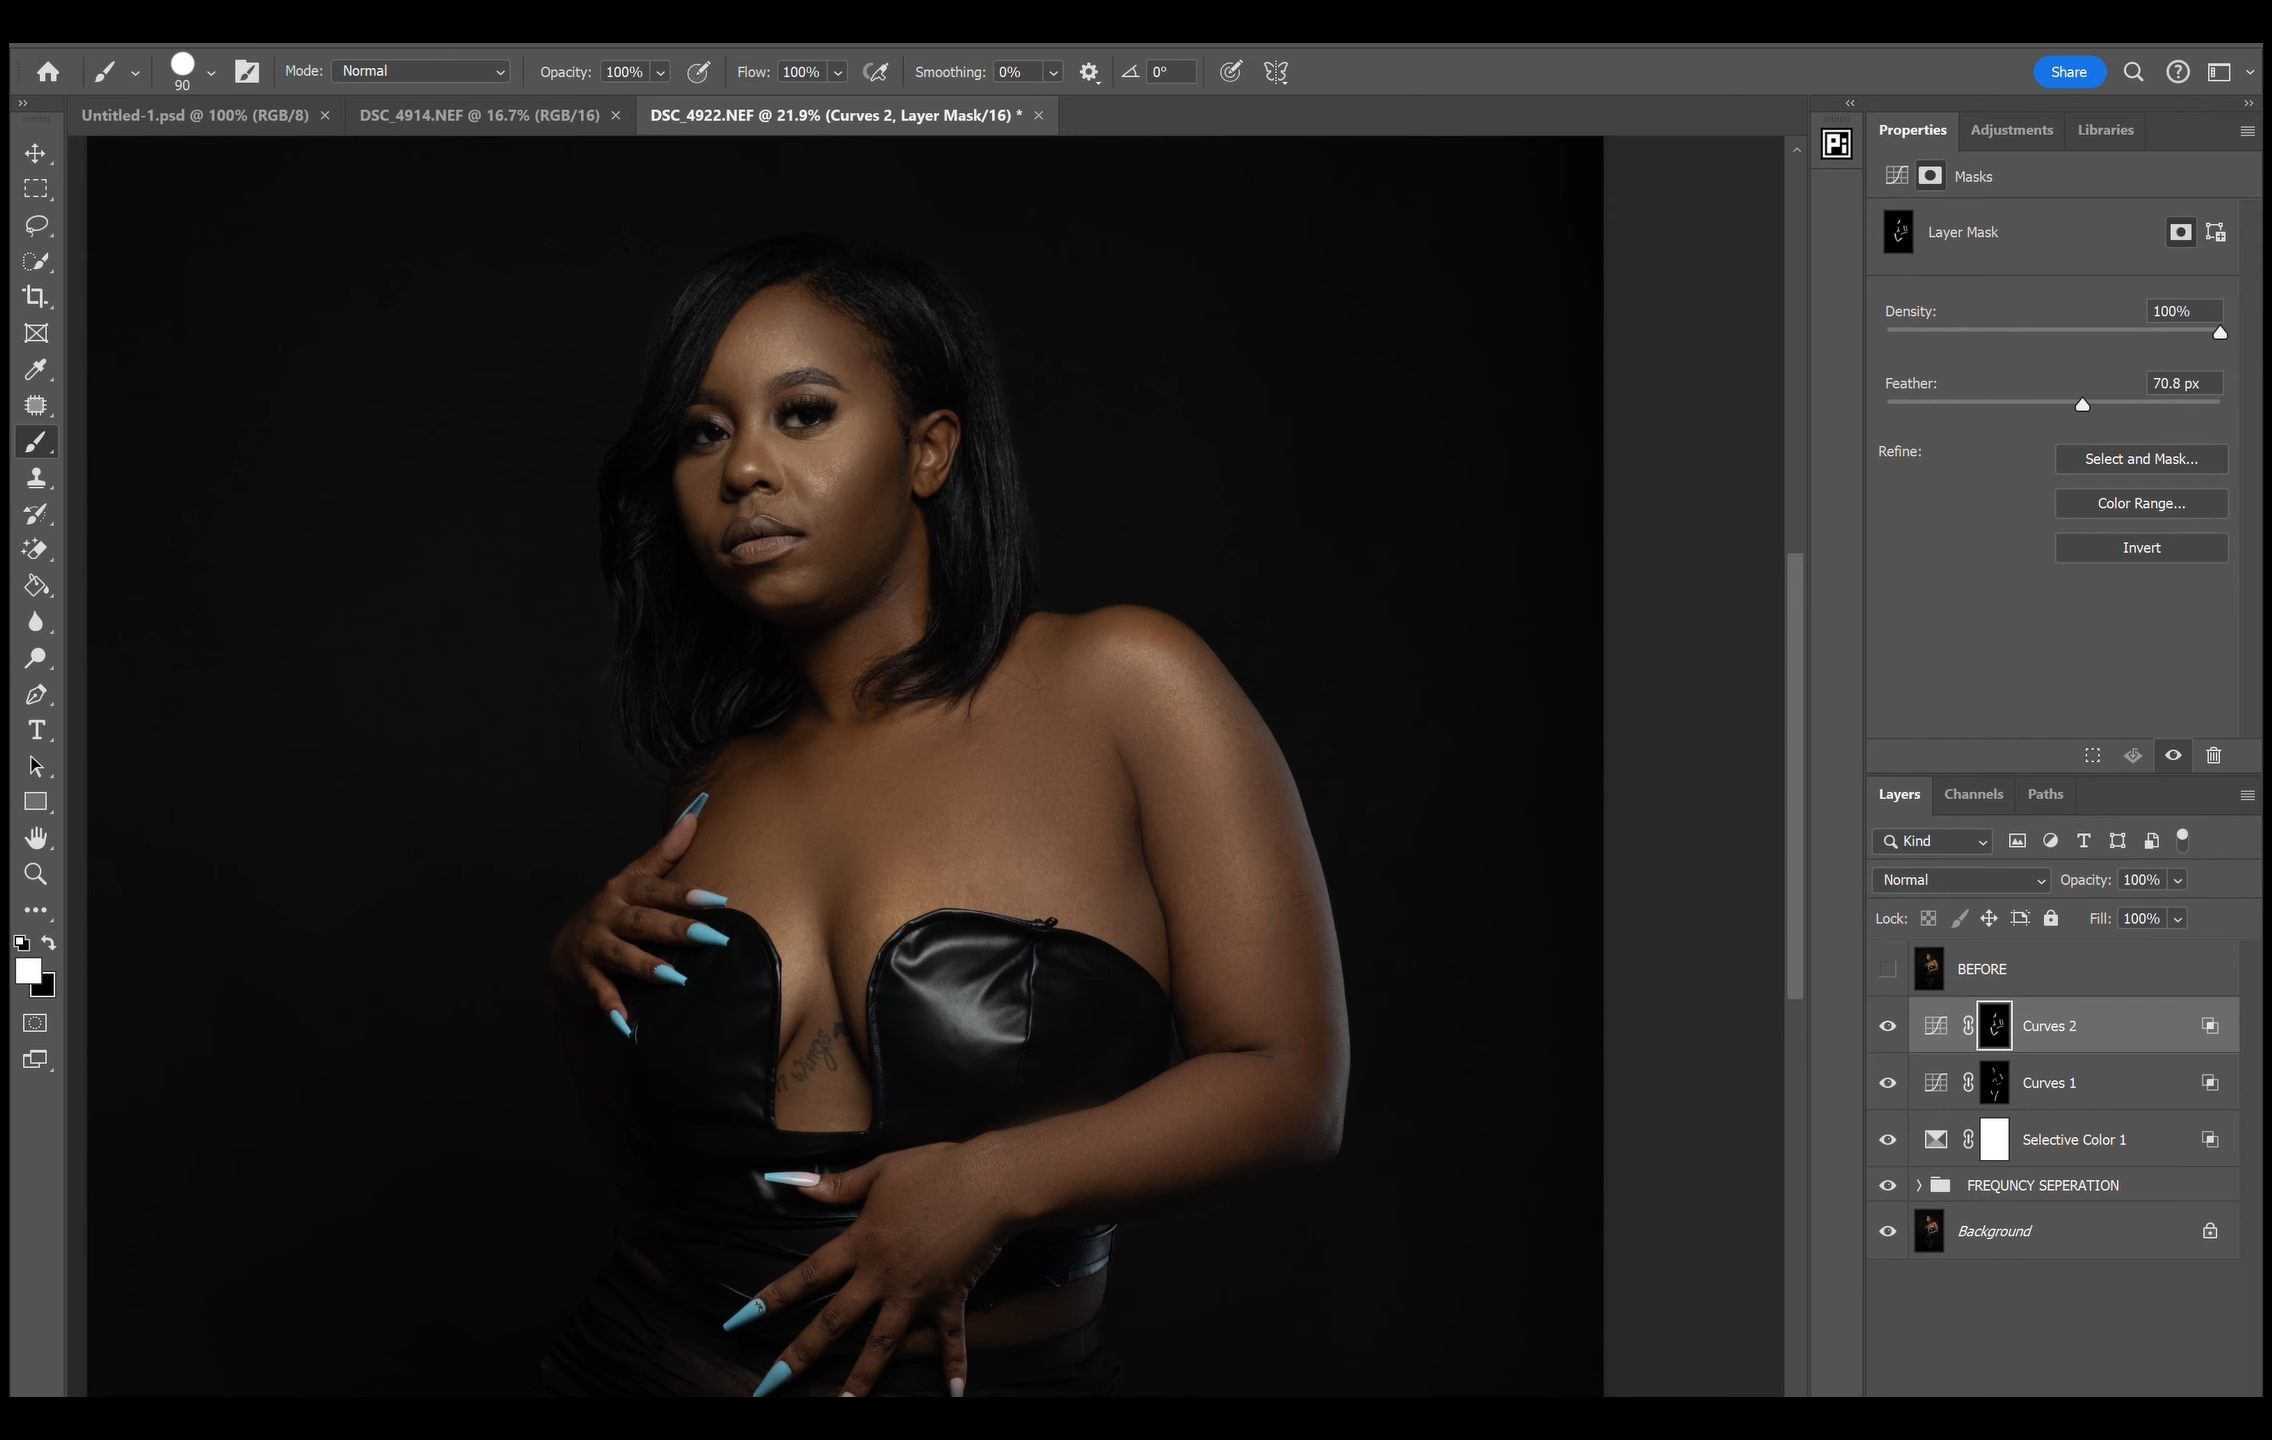 90
Mode: Normal
Opacity: 100%
Flow: 100%
Smoothing: 0%
0°
Share
Untitled-1.psd @ 100% (RGB/8) ×
DSC_4914.NEF @ 16.7% (RGB/16) ×
DSC_4922.NEF @ 21.9% (Curves 2, Layer Mask/16) * ×
Pi
Properties Adjustments Libraries
Masks
Layer Mask
Density: 100%
Feather: 70.8 px
Refine:
Select and Mask...
Color Range...
Invert
Layers Channels Paths
Kind
Normal Opacity: 100%
Lock: Fill: 100%
BEFORE
Curves 2
Curves 1
Selective Color 1
FREQUNCY SEPERATION
Background
wings